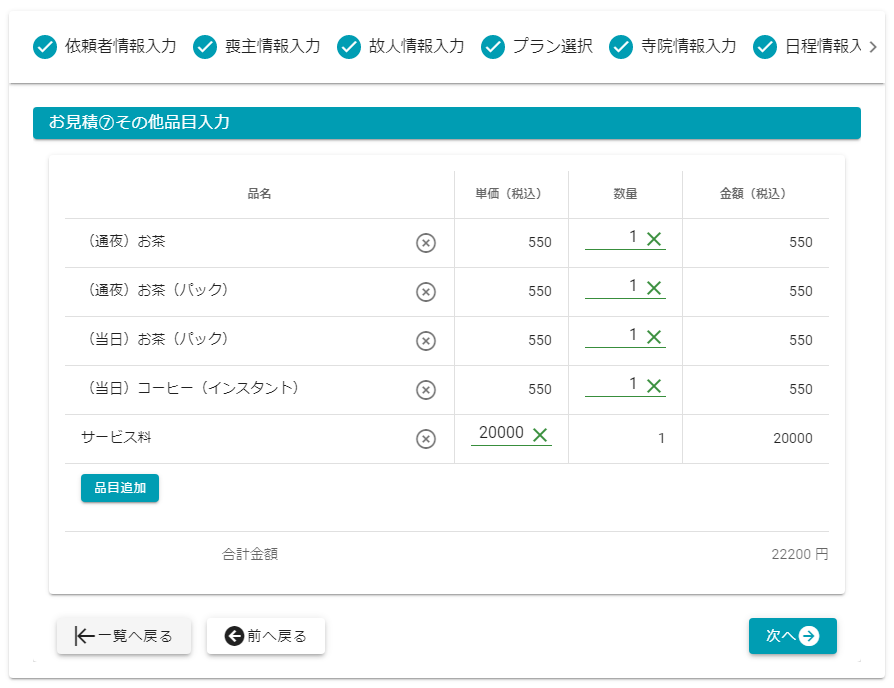 依頼者情報入力 喪主情報入力 故人情報入力 プラン選択 寺院情報入力 日程情報入
お見積⑦その他品目入力
品名 単価（税込） 数量 金額（税込）
（通夜）お茶 550 1 550
（通夜）お茶（パック） 550 1 550
（当日）お茶（パック） 550 1 550
（当日）コーヒー（インスタント） 550 1 550
サービス料 20000 1 20000
品目追加
合計金額 22200 円
一覧へ戻る 前へ戻る 次へ